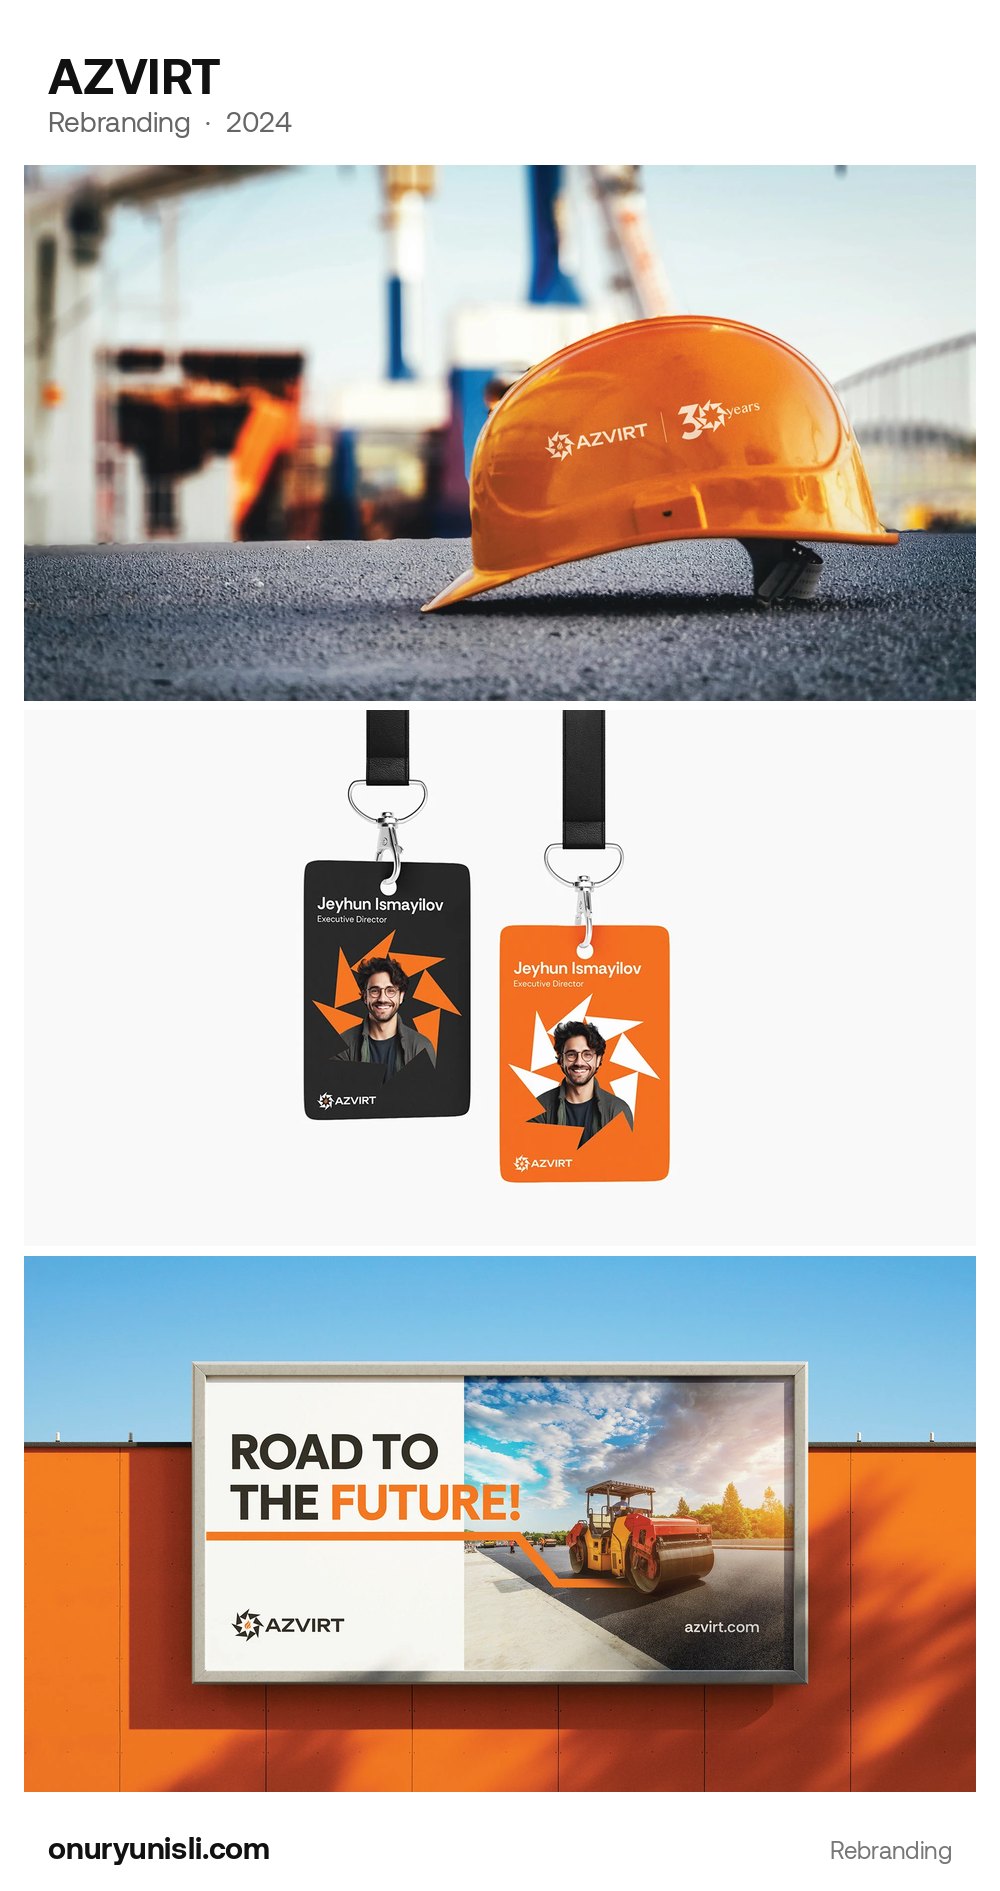 AZVIRT
Rebranding · 2024
AZVIRT | 30 years
Jeyhun Ismayilov
Executive Director
AZVIRT
Jeyhun Ismayilov
Executive Director
AZVIRT
ROAD TO
THE FUTURE!
AZVIRT
azvirt.com
onuryunisli.com
Rebranding